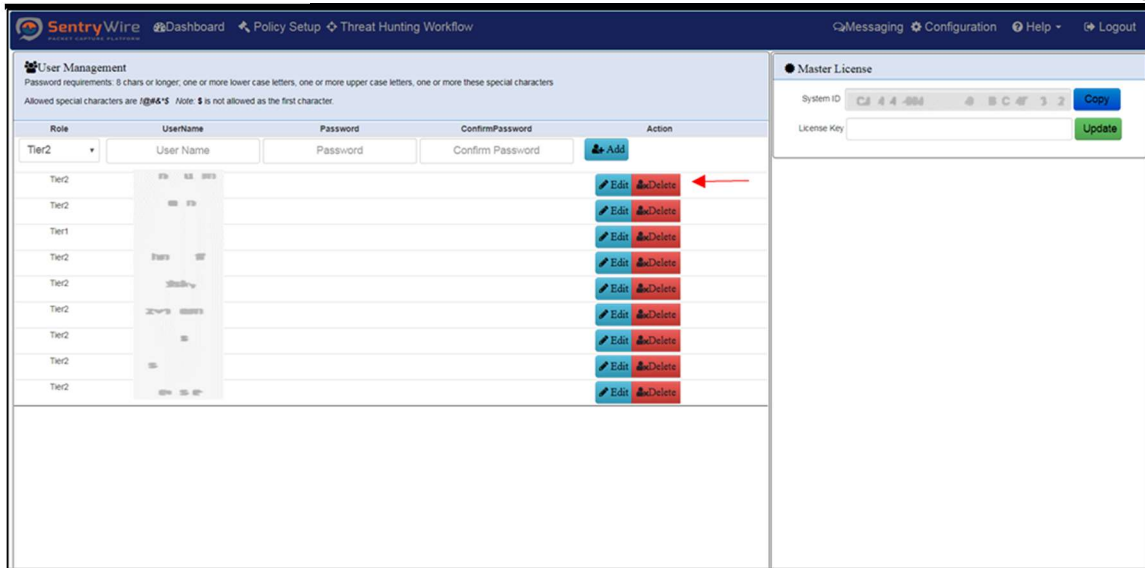 SentryWire Dashboard Policy Setup Threat Hunting Workflow Messaging Configuration Help Logout
PACKET CAPTURE PLATFORM
User Management
Password requirements: 8 chars or longer; one or more lower case letters, one or more upper case letters, one or more these special characters
Allowed special characters are !@#&*$ Note: $ is not allowed as the first character.
Role UserName Password ConfirmPassword Action
Tier2 User Name Password Confirm Password Add
Tier2 Edit Delete
Tier2 Edit Delete
Tier1 Edit Delete
Tier2 Edit Delete
Tier2 Edit Delete
Tier2 Edit Delete
Tier2 Edit Delete
Tier2 Edit Delete
Tier2 Edit Delete
Master License
System ID Copy
License Key Update